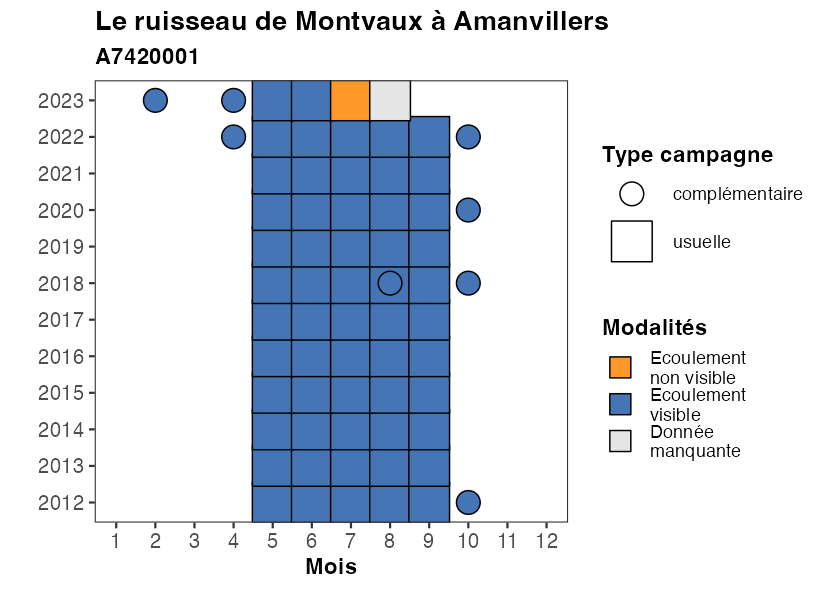 Le ruisseau de Montvaux à Amanvillers
A7420001
2023
2022
2021
2020
2019
2018
2017
2016
2015
2014
2013
2012
1 2 3 4 5 6 7 8 9 10 11 12
Mois
Type campagne
complémentaire
usuelle
Modalités
Ecoulement
non visible
Ecoulement
visible
Donnée
manquante